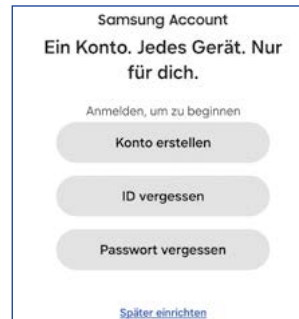 Samsung Account
Ein Konto. Jedes Gerät. Nur
für dich.
Anmelden, um zu beginnen
Konto erstellen
ID vergessen
Passwort vergessen
Später einrichten